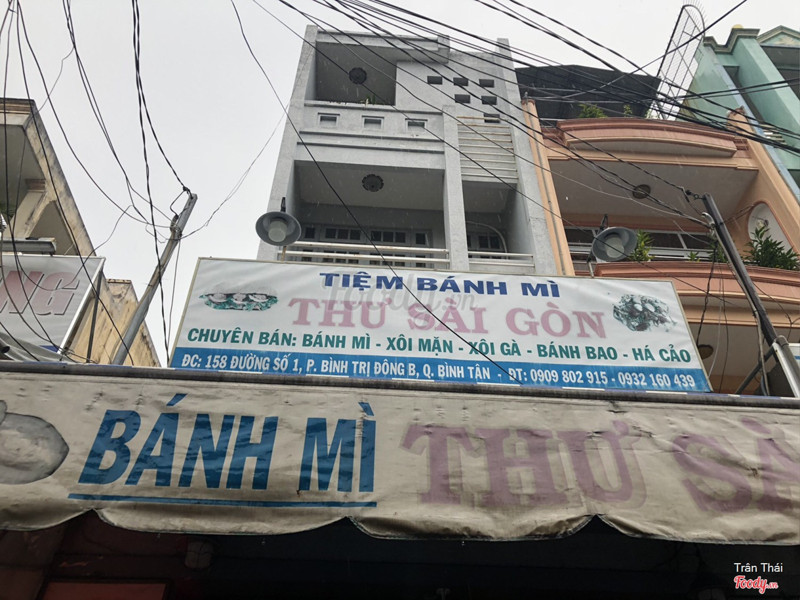 TIỆM BÁNH MÌ
THƯ SÀI GÒN
CHUYÊN BÁN: BÁNH MÌ - XÔI MẶN - XÔI GÀ - BÁNH BAO - HÁ CẢO
ĐC: 158 ĐƯỜNG SỐ 1, P. BÌNH TRỊ ĐÔNG B, Q. BÌNH TÂN - ĐT: 0909 802 915 - 0932 160 439
BÁNH MÌ THƯ SÀ
Trân Thái
Foody.vn